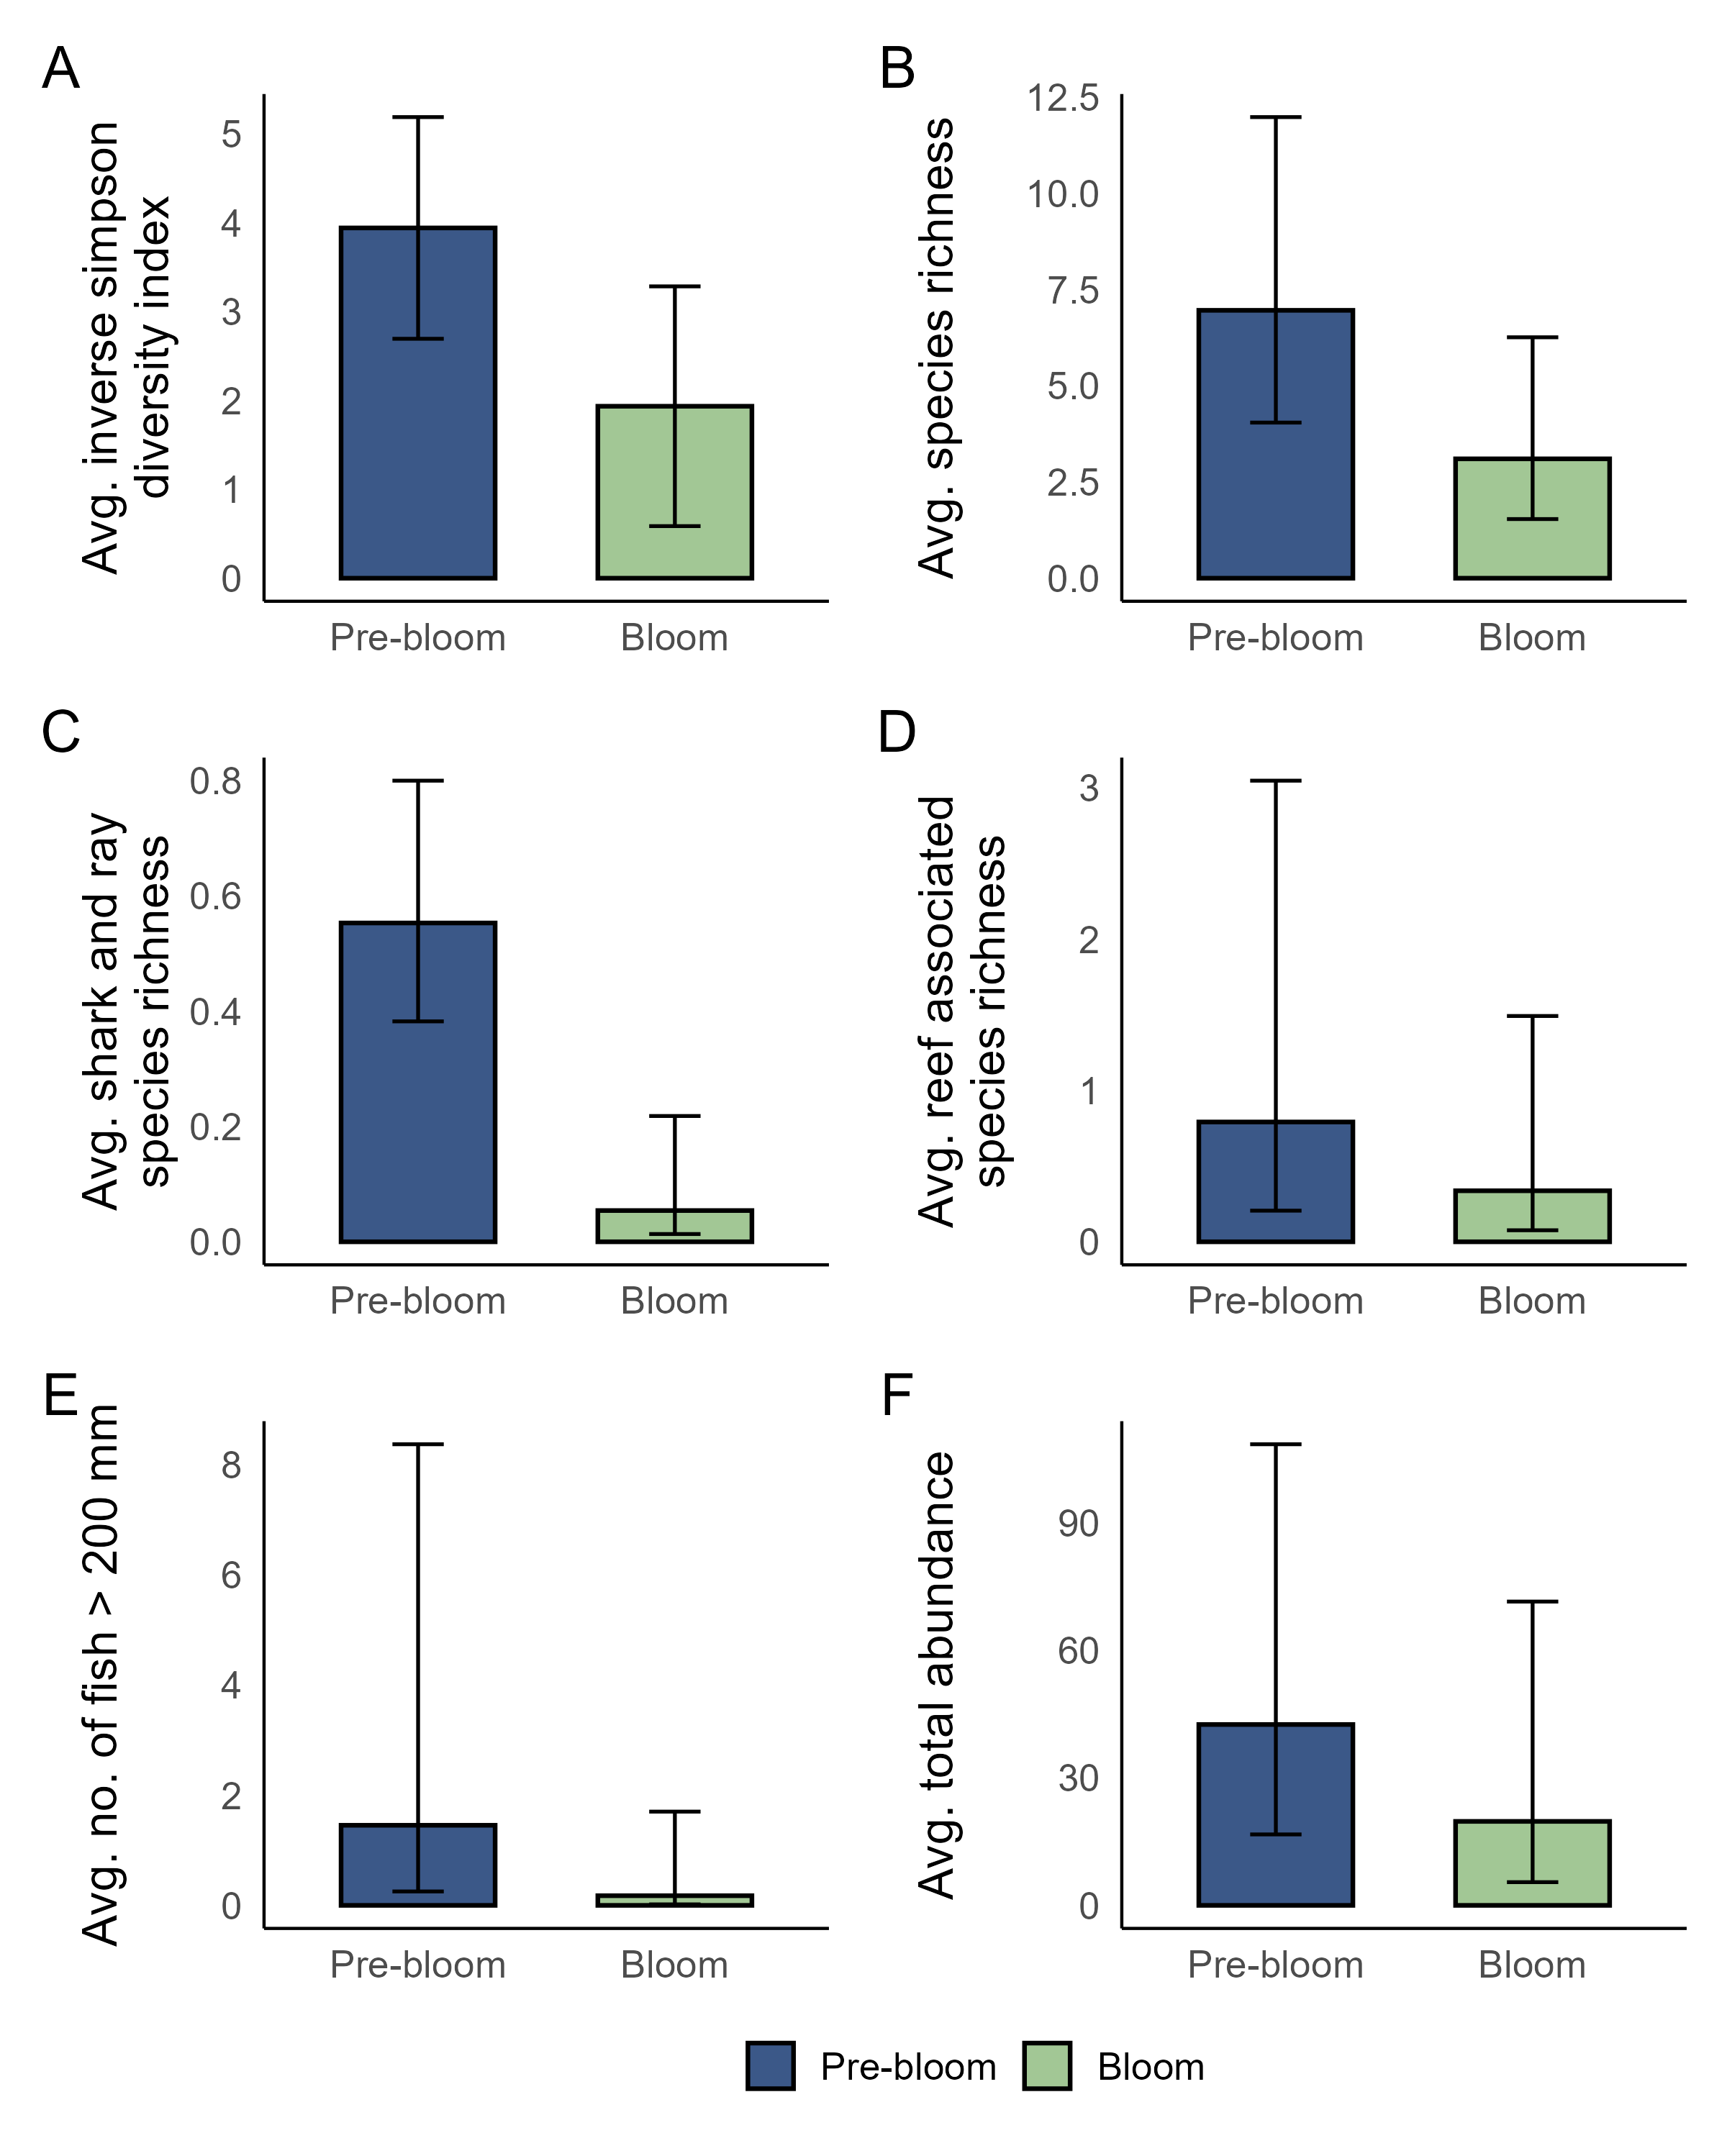 A
Avg. inverse simpson
diversity index
5
4
3
2
1
0
Pre-bloom Bloom
B
Avg. species richness
12.5
10.0
7.5
5.0
2.5
0.0
Pre-bloom Bloom
C
Avg. shark and ray
species richness
0.8
0.6
0.4
0.2
0.0
Pre-bloom Bloom
D
Avg. reef associated
species richness
3
2
1
0
Pre-bloom Bloom
E
Avg. no. of fish > 200 mm
8
6
4
2
0
Pre-bloom Bloom
F
Avg. total abundance
90
60
30
0
Pre-bloom Bloom
Pre-bloom Bloom